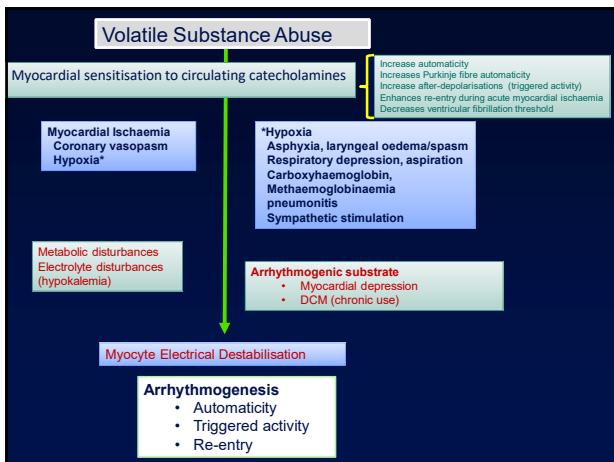 Volatile Substance Abuse
Myocardial sensitisation to circulating catecholamines
Increase automaticity
Increases Purkinje fibre automaticity
Increase after-depolarisations (triggered activity)
Enhances re-entry during acute myocardial ischaemia
Decreases ventricular fibrillation threshold
Myocardial Ischaemia
Coronary vasopasm
Hypoxia*
*Hypoxia
Asphyxia, laryngeal oedema/spasm
Respiratory depression, aspiration
Carboxyhaemoglobin,
Methaemoglobinaemia
pneumonitis
Sympathetic stimulation
Metabolic disturbances
Electrolyte disturbances
(hypokalemia)
Arrhythmogenic substrate
• Myocardial depression
• DCM (chronic use)
Myocyte Electrical Destabilisation
Arrhythmogenesis
• Automaticity
• Triggered activity
• Re-entry